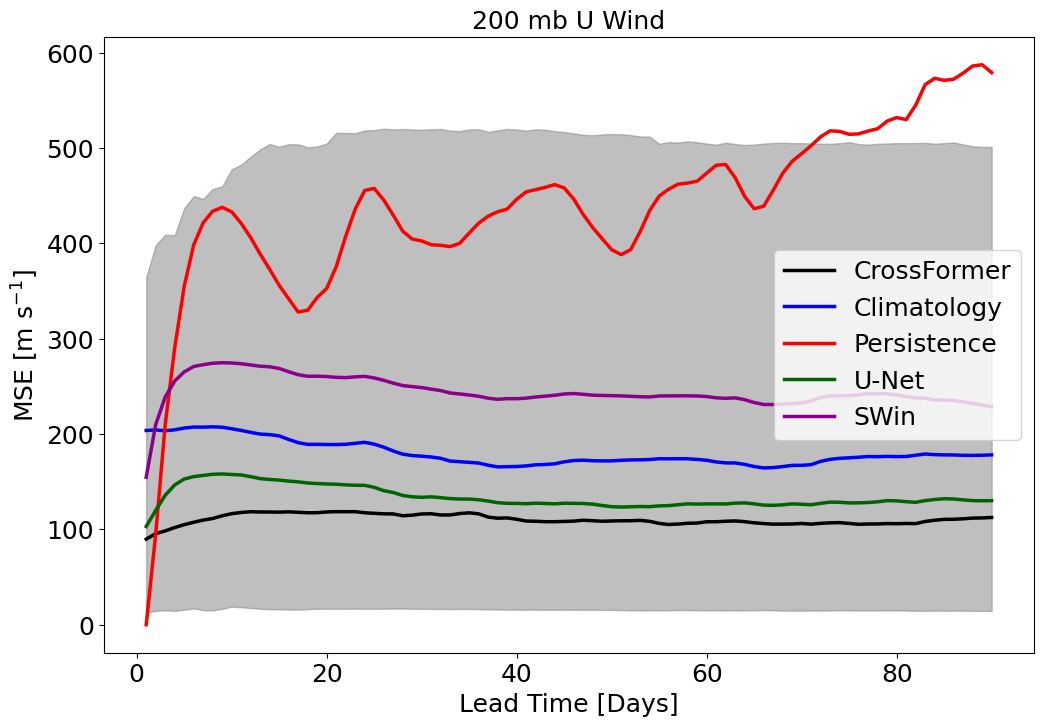 200 mb U Wind
MSE [m s⁻¹]
600
500
400
300
200
100
0
CrossFormer
Climatology
Persistence
U-Net
SWin
0 20 40 60 80
Lead Time [Days]